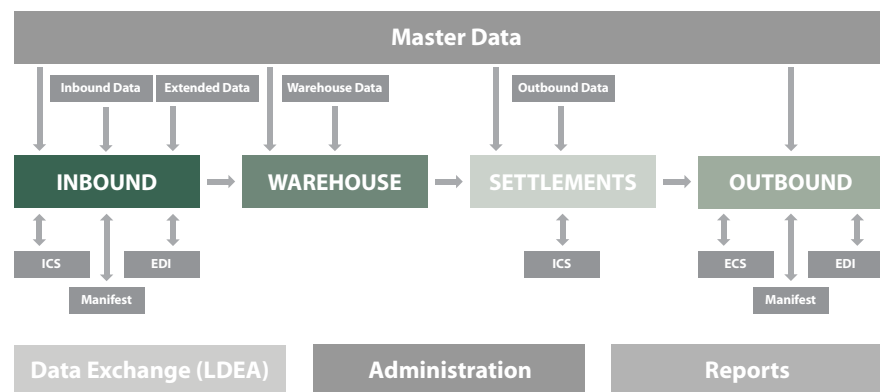 Master Data
Inbound Data
Extended Data
Warehouse Data
Outbound Data
INBOUND
WAREHOUSE
SETTLEMENTS
OUTBOUND
ICS
EDI
Manifest
ICS
ECS
EDI
Manifest
Data Exchange (LDEA)
Administration
Reports